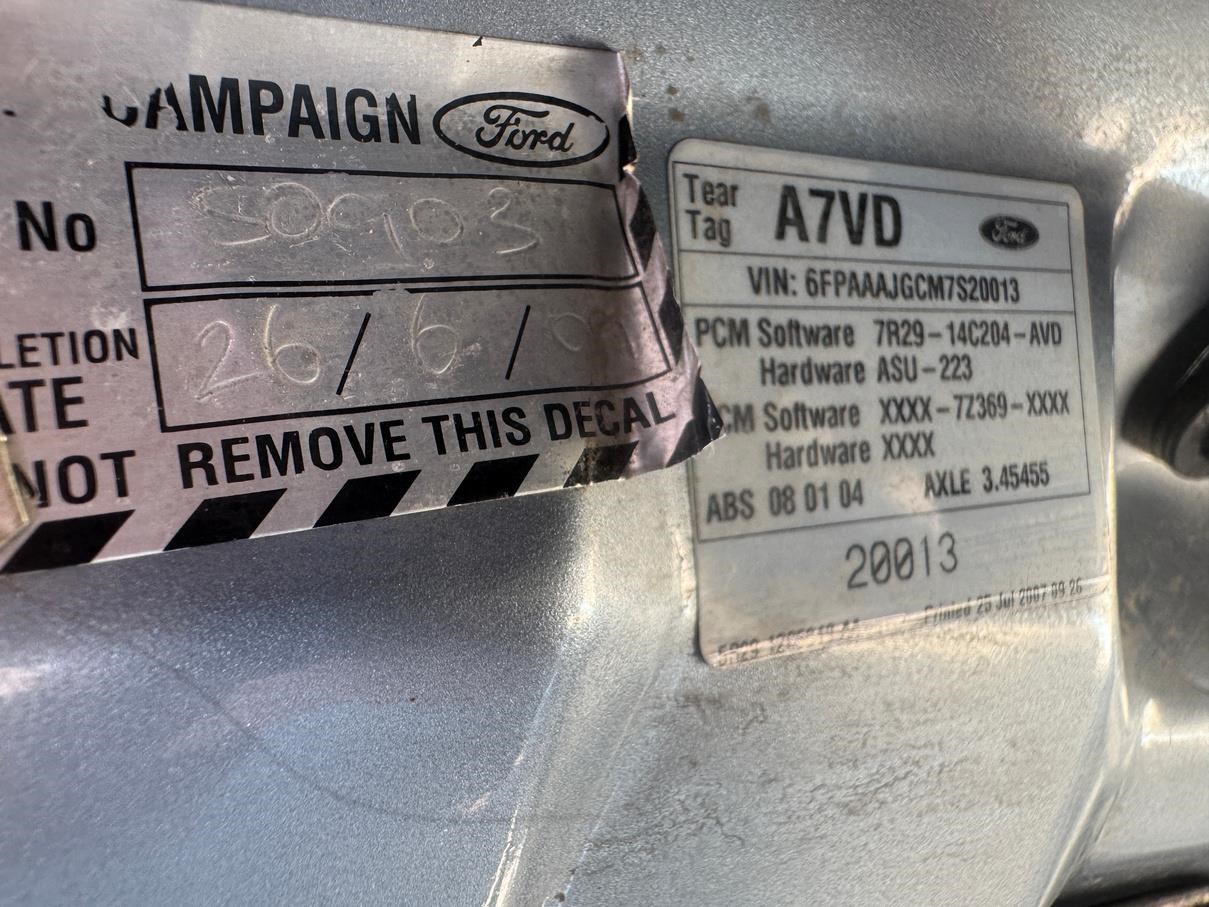 CAMPAIGN Ford
No
26/6/
LETION
ATE
NOT REMOVE THIS DECAL
Tear
Tag
A7VD Ford
VIN: 6FPAAAJGCM7S20013
PCM Software 7R29-14C204-AVD
Hardware ASU-223
CM Software XXXX-7Z369-XXXX
Hardware XXXX
ABS 08 01 04 AXLE 3.45455
20013
Printed 25 Jul 2007 09 26